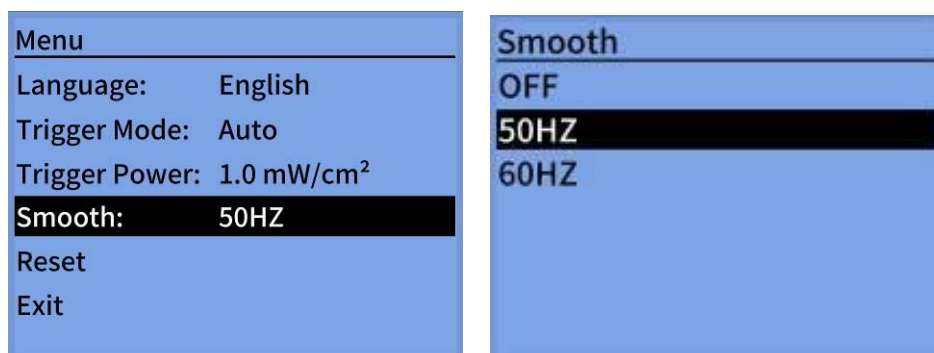 Menu
Language: English
Trigger Mode: Auto
Trigger Power: 1.0 mW/cm²
Smooth: 50HZ
Reset
Exit
Smooth
OFF
50HZ
60HZ